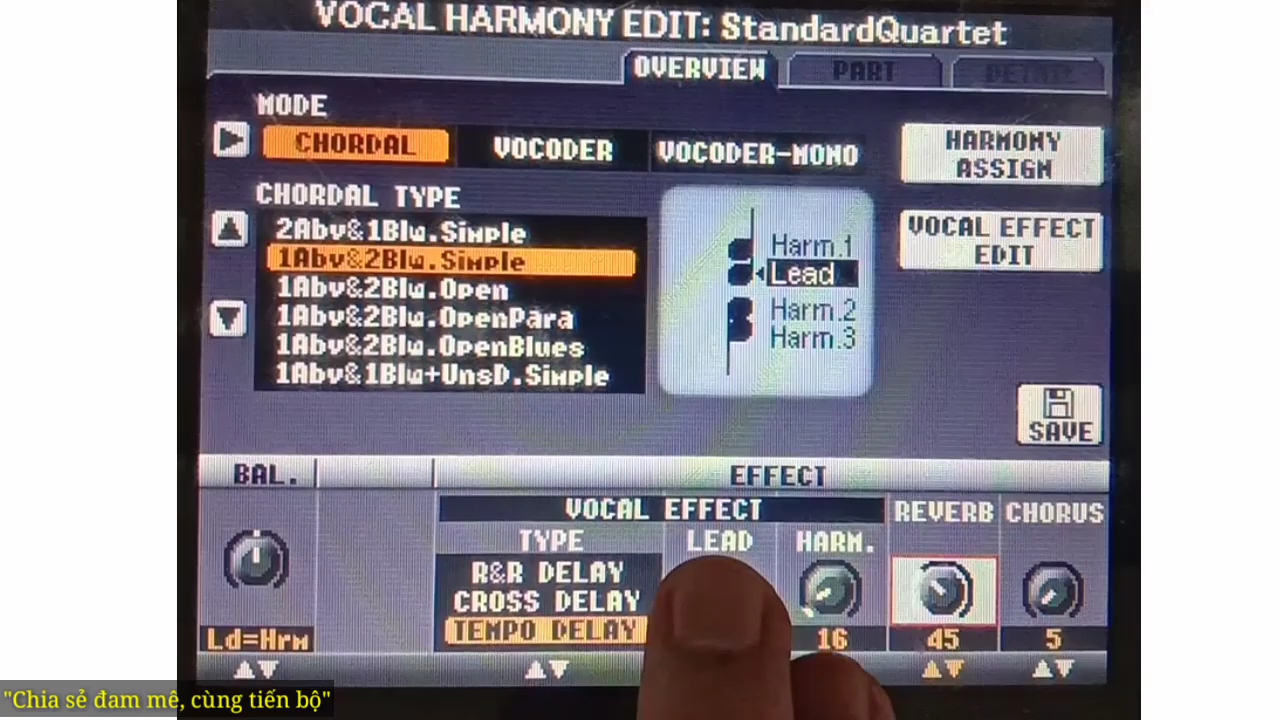 VOCAL HARMONY EDIT: StandardQuartet
OVERVIEW PART DETAIL
MODE
CHORDAL VOCODER VOCODER-MONO
HARMONY
ASSIGN
CHORDAL TYPE
2Abv&1Blw.Simple
1Abv&2Blw.Simple
1Abv&2Blw.Open
1Abv&2Blw.OpenPara
1Abv&2Blw.OpenBlues
1Abv&1Blw+UnsD.Simple
Harm.1
Lead
Harm.2
Harm.3
VOCAL EFFECT
EDIT
SAVE
BAL. EFFECT
VOCAL EFFECT REVERB CHORUS
TYPE LEAD HARM.
R&R DELAY
CROSS DELAY
TEMPO DELAY
Ld=Hrm 16 45 5
"Chia sẻ đam mê, cùng tiến bộ"